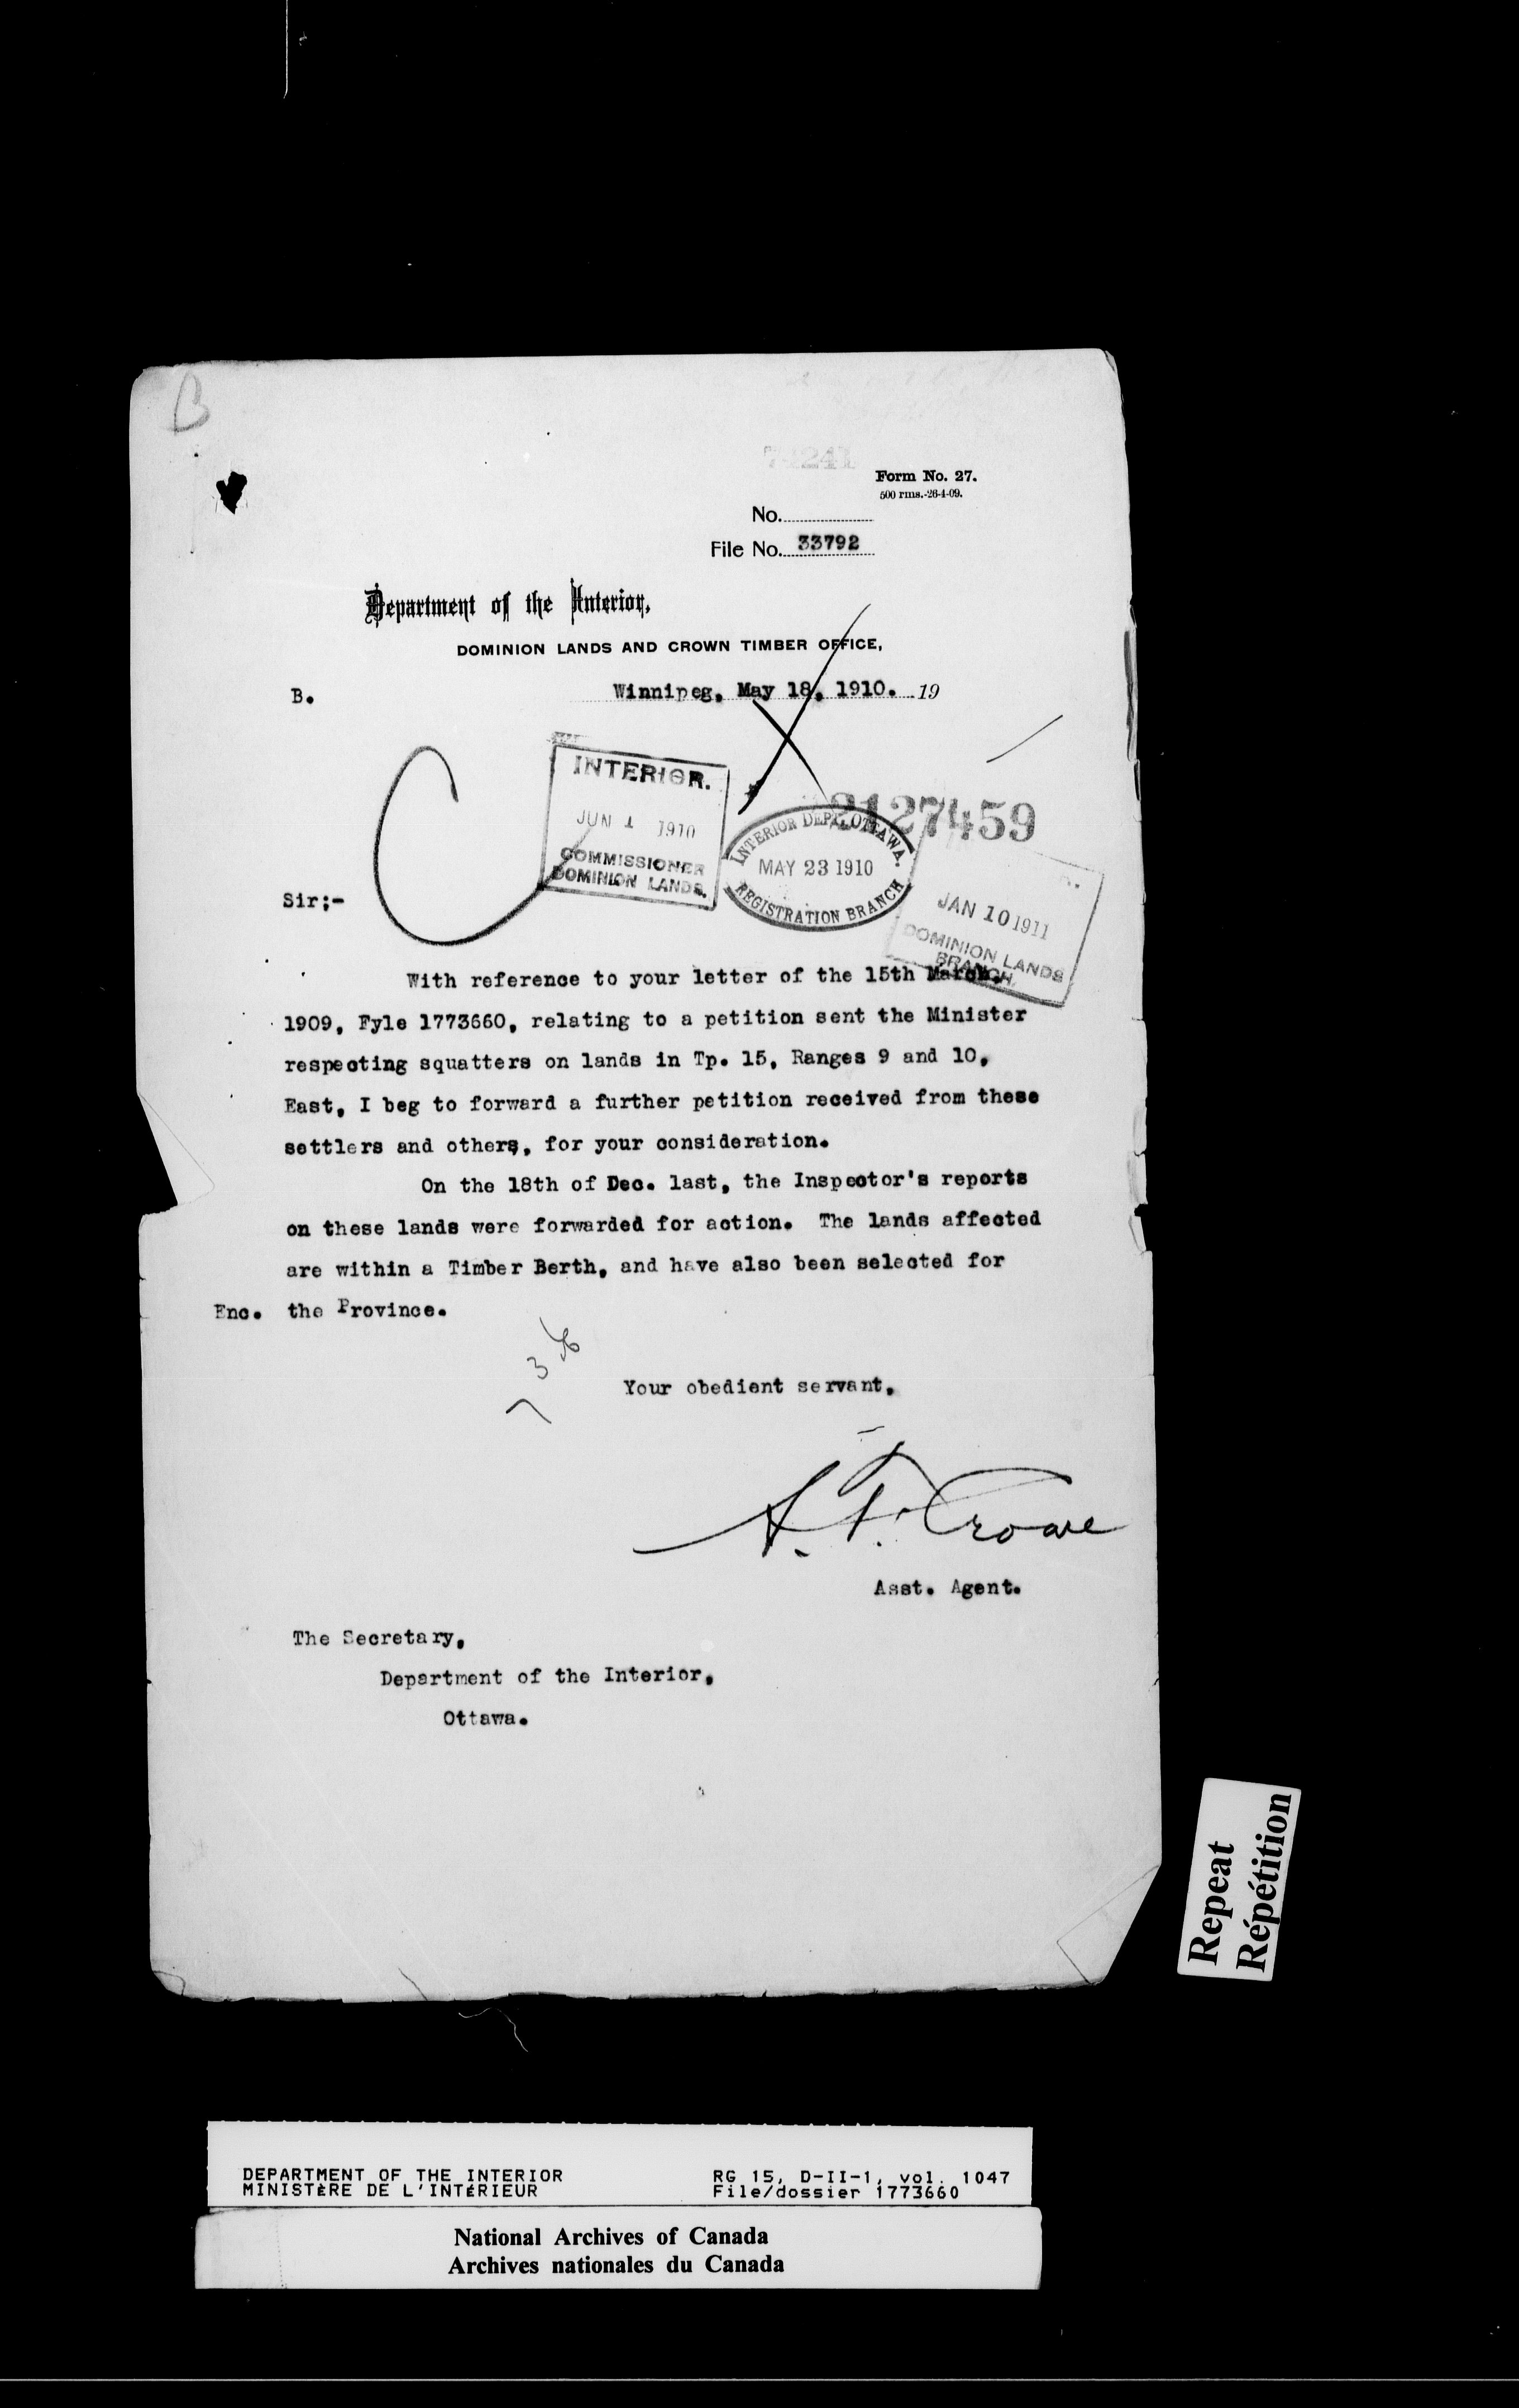 B
Form No. 27.
500 rms.-26-4-09.
No.
File No. 33792
Department of the Interior,
DOMINION LANDS AND CROWN TIMBER OFFICE,
B.
Winnipeg, May 18, 1910. 19
INTERIOR.
JUN 1 1910
COMMISSIONER
DOMINION LANDS.
2127459
INTERIOR DEPT. OTTAWA.
MAY 23 1910
REGISTRATION BRANCH
JAN 10 1911
DOMINION LANDS
BRANCH
Sir;-
With reference to your letter of the 15th March,
1909, Fyle 1773660, relating to a petition sent the Minister
respecting squatters on lands in Tp. 15, Ranges 9 and 10,
East, I beg to forward a further petition received from these
settlers and others, for your consideration.
On the 18th of Dec. last, the Inspector's reports
on these lands were forwarded for action. The lands affected
are within a Timber Berth, and have also been selected for
Enc. the Province.
Your obedient servant,
A. F. Crowe
Asst. Agent.
The Secretary,
Department of the Interior,
Ottawa.
Repeat
Répétition
DEPARTMENT OF THE INTERIOR
MINISTÈRE DE L'INTÉRIEUR
RG 15, D-II-1, vol. 1047
File/dossier 1773660
National Archives of Canada
Archives nationales du Canada